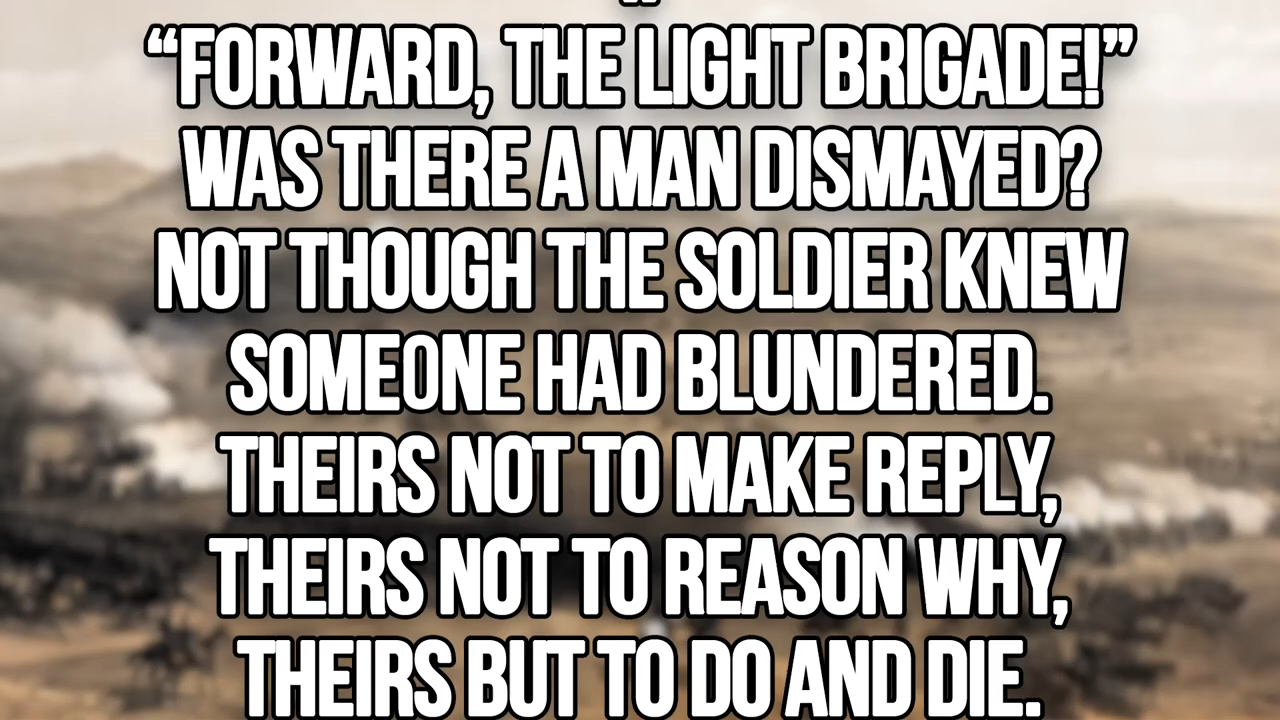 “FORWARD, THE LIGHT BRIGADE!”
WAS THERE A MAN DISMAYED?
NOT THOUGH THE SOLDIER KNEW
SOMEONE HAD BLUNDERED.
THEIRS NOT TO MAKE REPLY,
THEIRS NOT TO REASON WHY,
THEIRS BUT TO DO AND DIE.